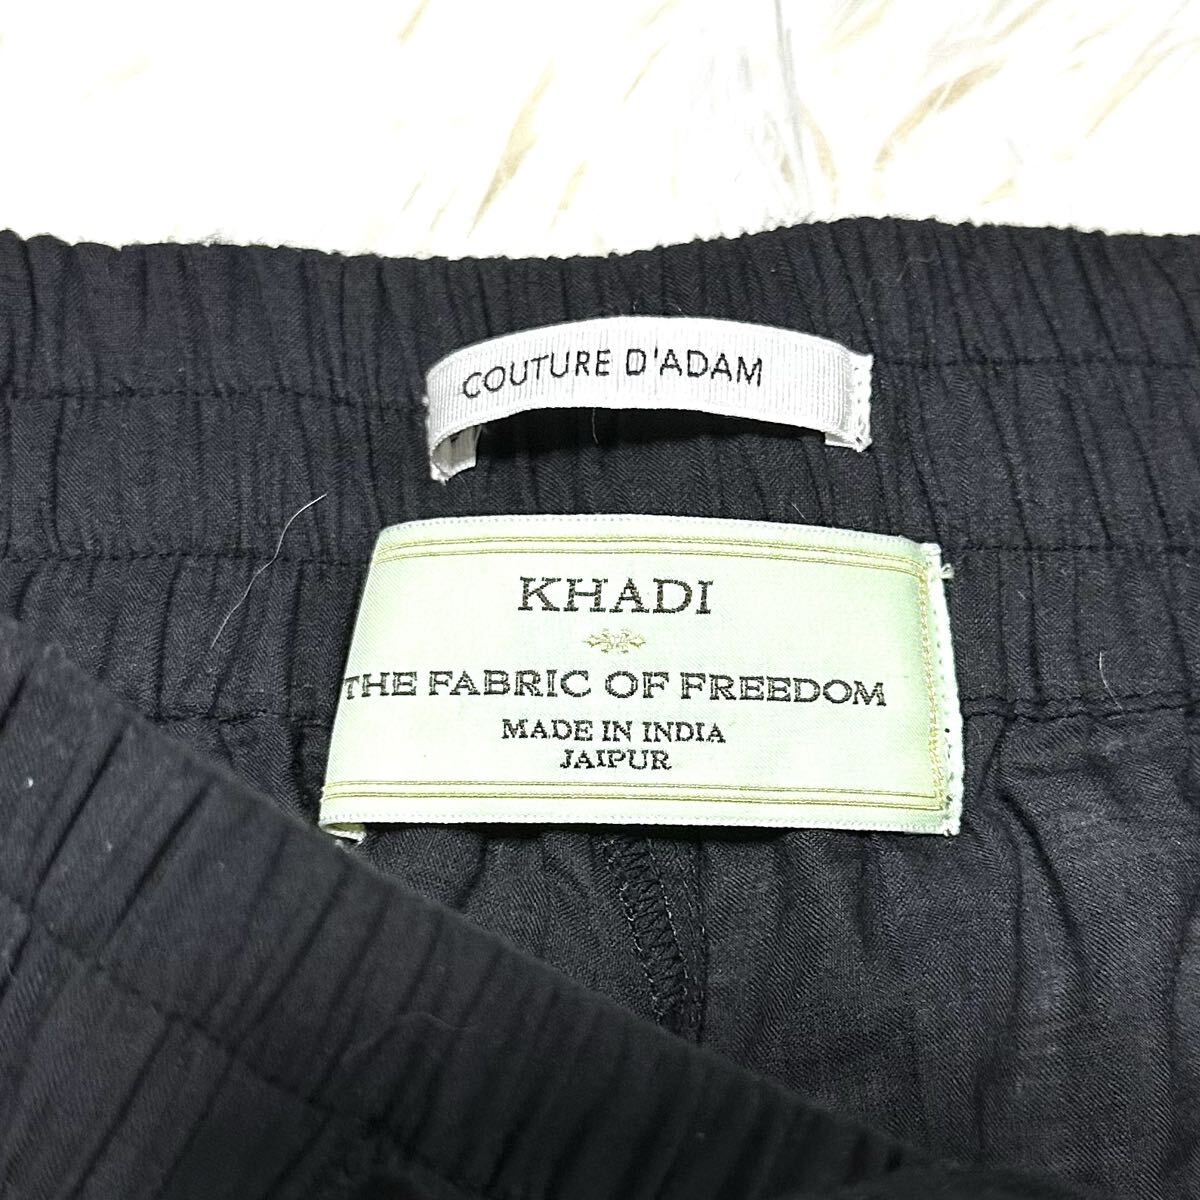 COUTURE D'ADAM
KHADI
THE FABRIC OF FREEDOM
MADE IN INDIA
JAIPUR